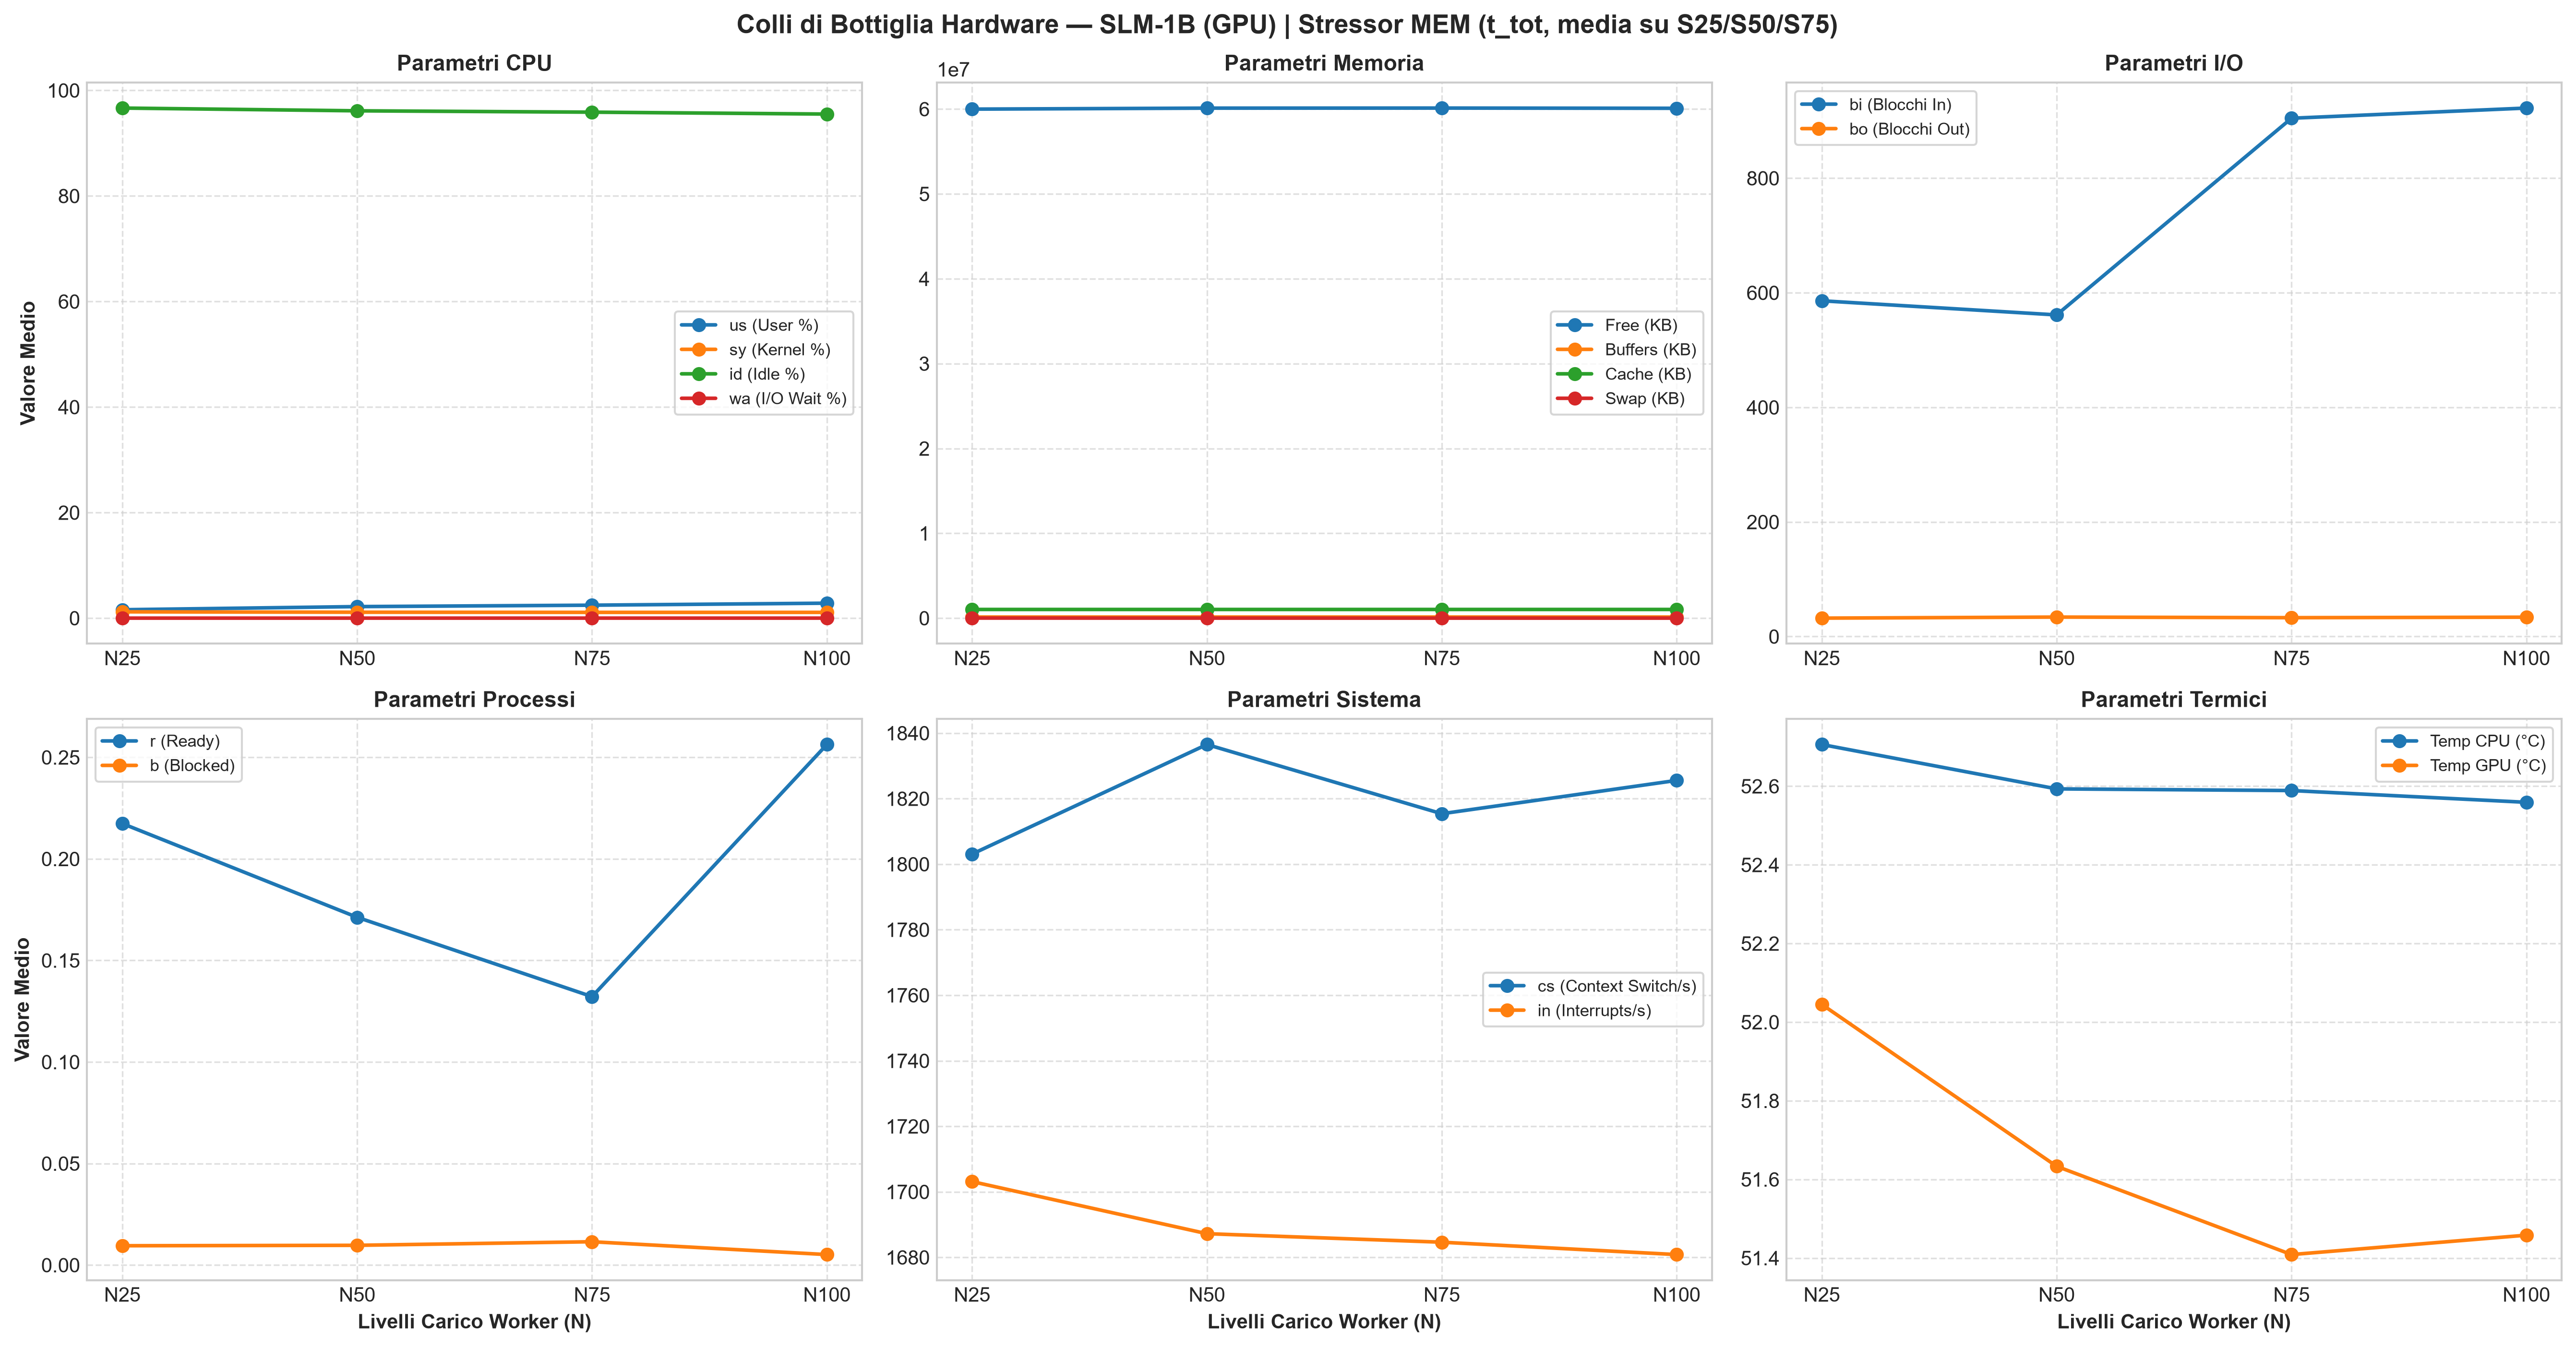 Colli di Bottiglia Hardware — SLM-1B (GPU) | Stressor MEM (t_tot, media su S25/S50/S75)
Parametri CPU
Valore Medio
100
80
60
40
20
0
us (User %)
sy (Kernel %)
id (Idle %)
wa (I/O Wait %)
N25 N50 N75 N100
Parametri Memoria
1e7
6
5
4
3
2
1
0
Free (KB)
Buffers (KB)
Cache (KB)
Swap (KB)
N25 N50 N75 N100
Parametri I/O
bi (Blocchi In)
bo (Blocchi Out)
800
600
400
200
0
N25 N50 N75 N100
Parametri Processi
Valore Medio
r (Ready)
b (Blocked)
0.25
0.20
0.15
0.10
0.05
0.00
N25 N50 N75 N100
Livelli Carico Worker (N)
Parametri Sistema
1840
1820
1800
1780
1760
1740
1720
1700
1680
cs (Context Switch/s)
in (Interrupts/s)
N25 N50 N75 N100
Livelli Carico Worker (N)
Parametri Termici
Temp CPU (°C)
Temp GPU (°C)
52.6
52.4
52.2
52.0
51.8
51.6
51.4
N25 N50 N75 N100
Livelli Carico Worker (N)